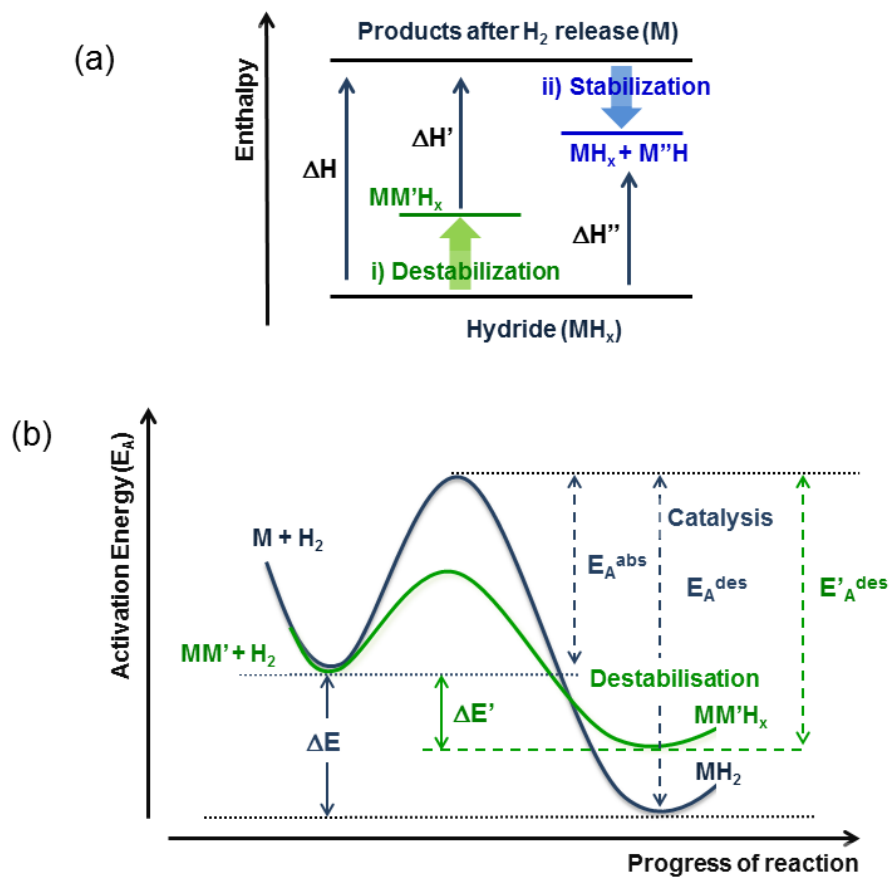 (a)
Enthalpy
Products after H₂ release (M)
ii) Stabilization
ΔH
ΔH’
MHₓ + M’’H
MM’Hₓ
ΔH’’
i) Destabilization
Hydride (MHₓ)
(b)
Activation Energy (E_A)
M + H₂
Catalysis
E_A^abs
E_A^des
E’_A^des
MM’ + H₂
Destabilisation
ΔE’
MM’Hₓ
ΔE
MH₂
Progress of reaction